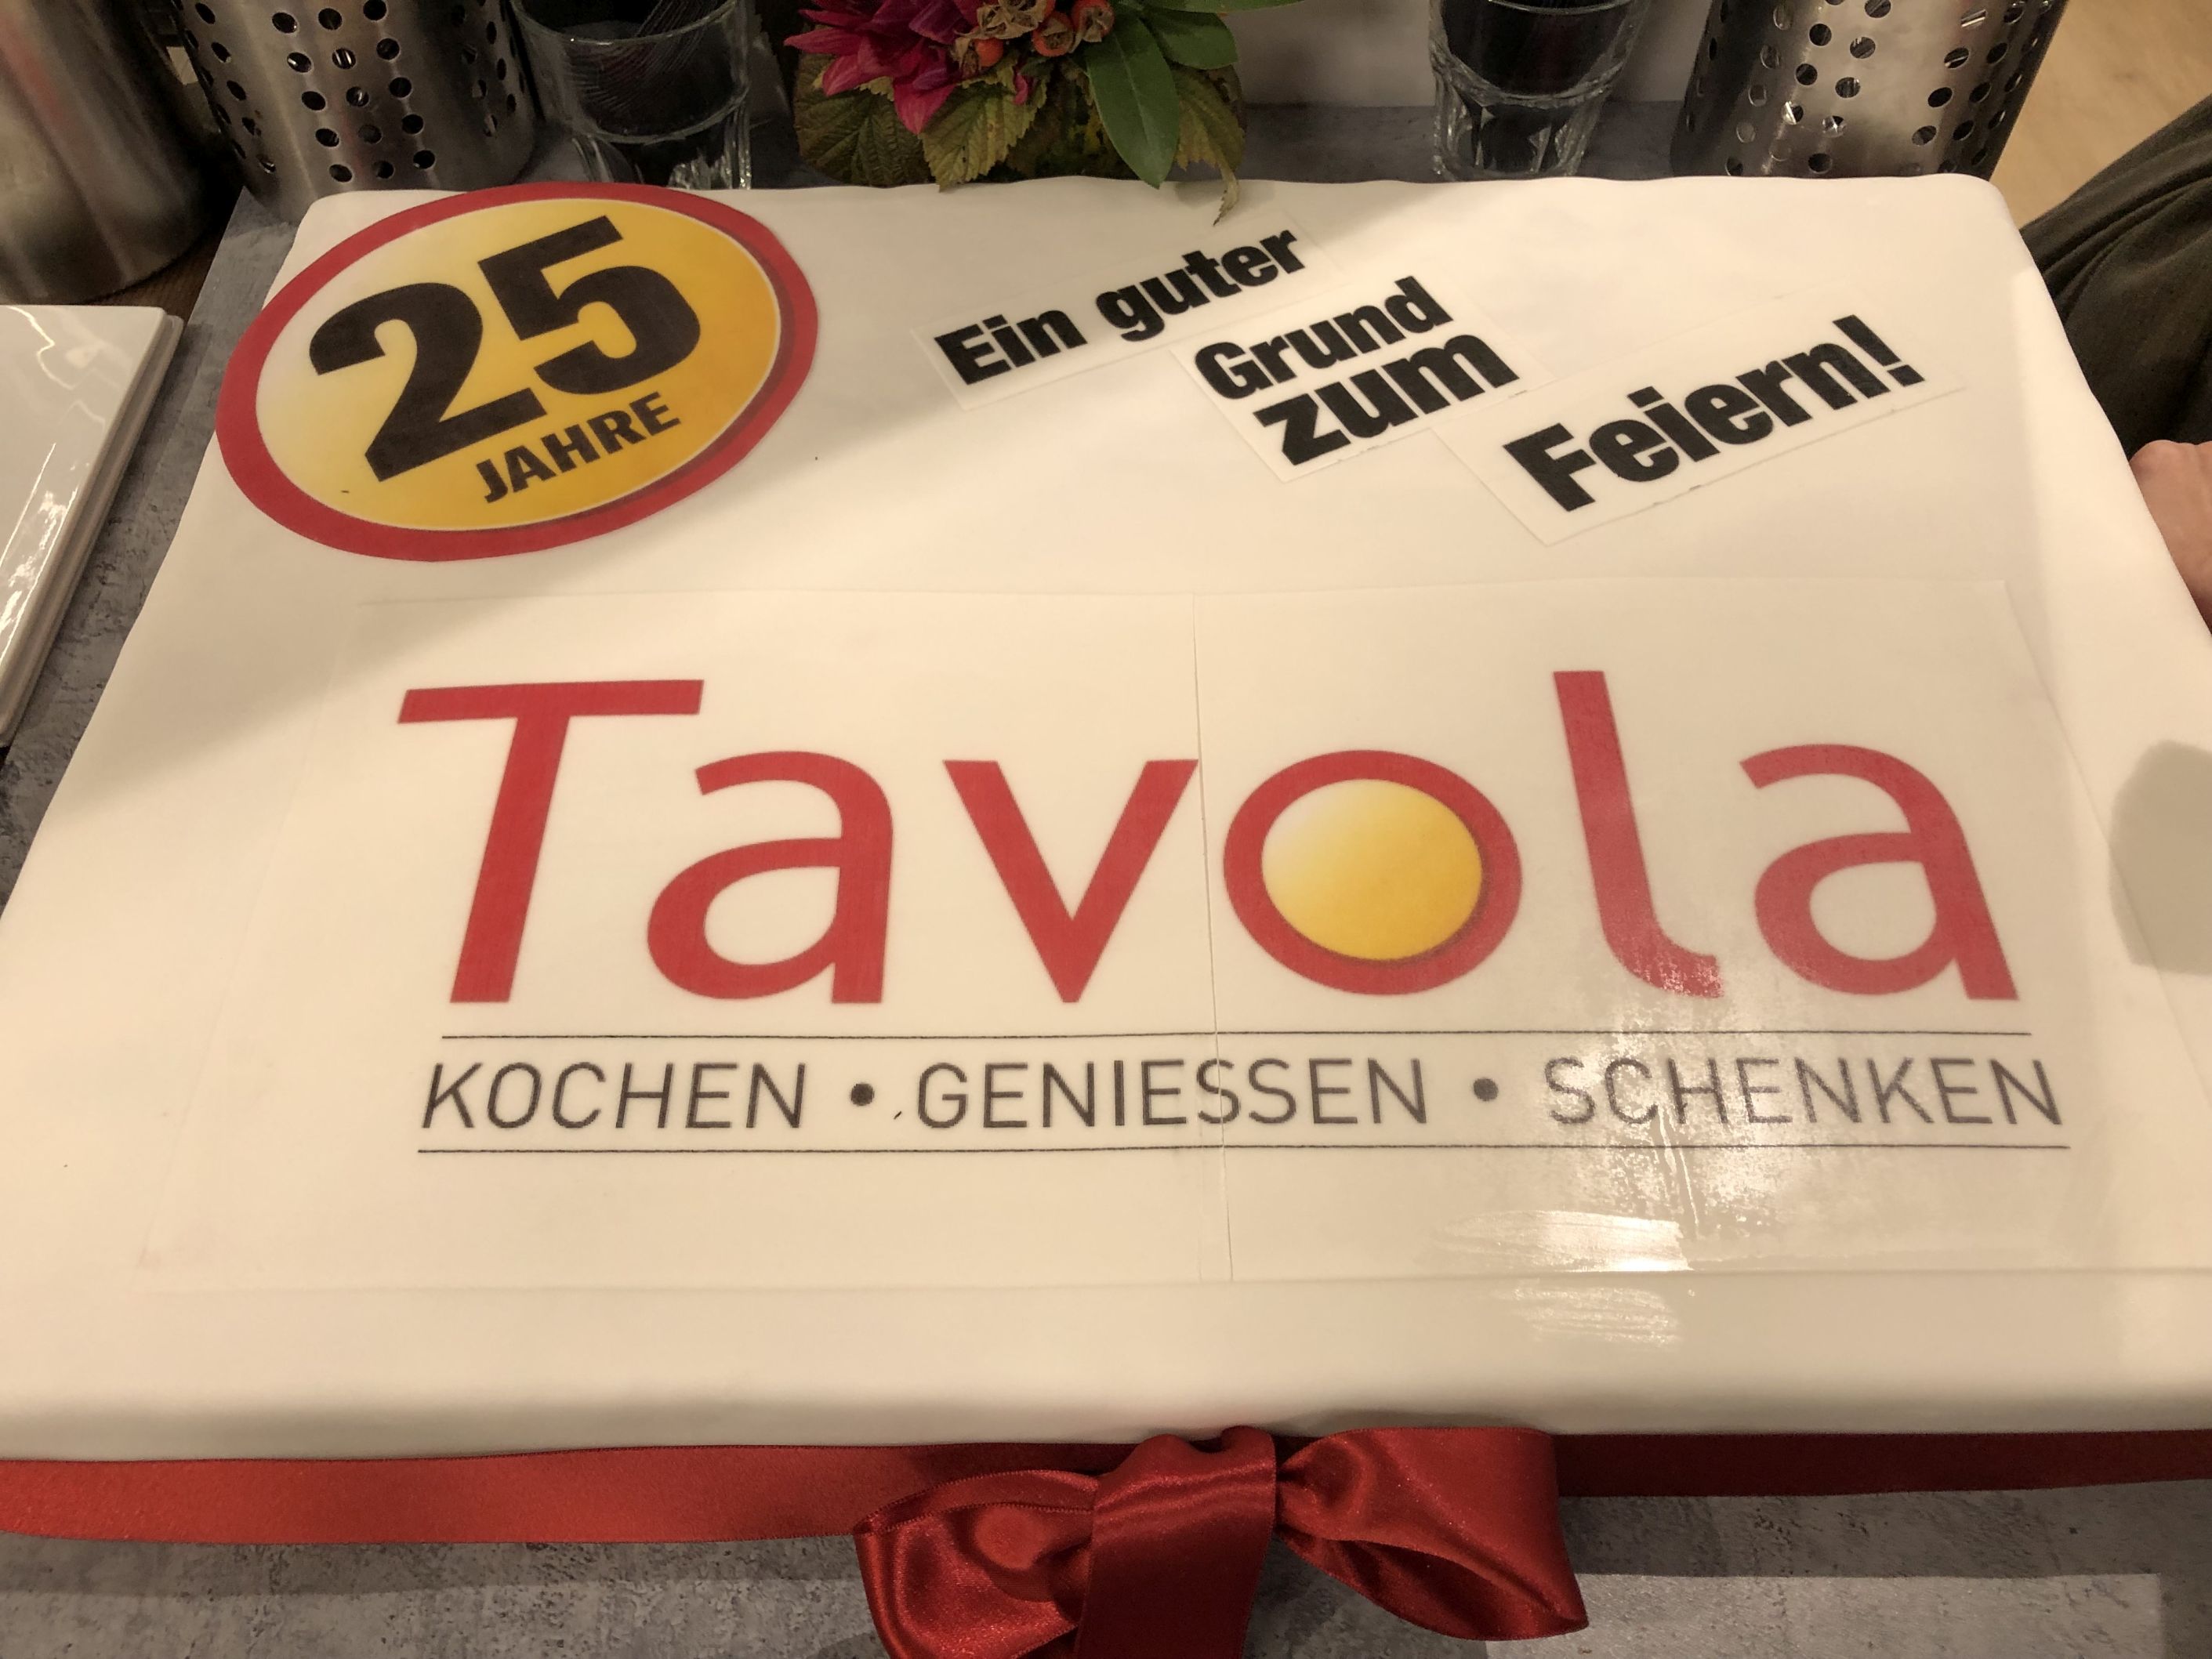 25
JAHRE
Ein guter
Grund
zum
Feiern!
Tavola
KOCHEN • GENIESSEN • SCHENKEN